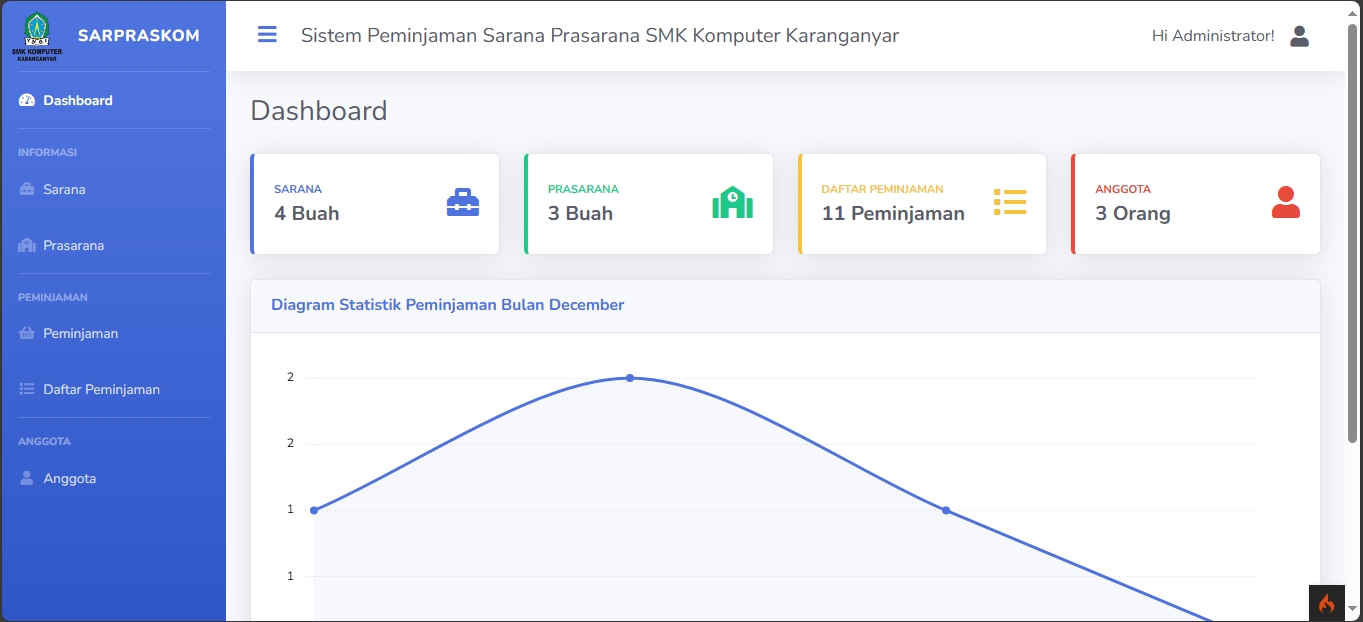 SMK KOMPUTER
KARANGANYAR
SARPRASKOM
Sistem Peminjaman Sarana Prasarana SMK Komputer Karanganyar
Hi Administrator!
Dashboard
INFORMASI
Sarana
Prasarana
PEMINJAMAN
Peminjaman
Daftar Peminjaman
ANGGOTA
Anggota
Dashboard
SARANA
4 Buah
PRASARANA
3 Buah
DAFTAR PEMINJAMAN
11 Peminjaman
ANGGOTA
3 Orang
Diagram Statistik Peminjaman Bulan December
2
2
1
1